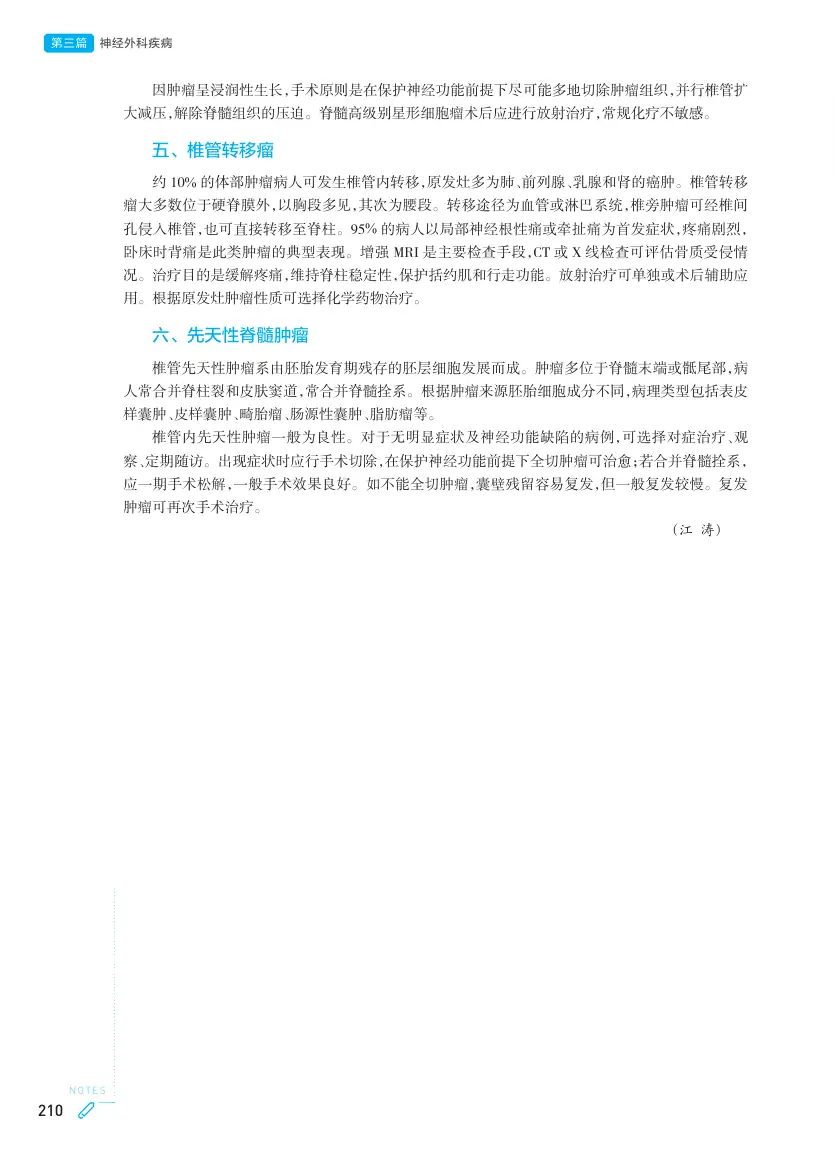 第三篇 神经外科疾病
因肿瘤呈浸润性生长,手术原则是在保护神经功能前提下尽可能多地切除肿瘤组织,并行椎管扩
大减压,解除脊髓组织的压迫。脊髓高级别星形细胞瘤术后应进行放射治疗,常规化疗不敏感。
五、椎管转移瘤
约 10% 的体部肿瘤病人可发生椎管内转移,原发灶多为肺、前列腺、乳腺和肾的癌肿。椎管转移
瘤大多数位于硬脊膜外,以胸段多见,其次为腰段。转移途径为血管或淋巴系统,椎旁肿瘤可经椎间
孔侵入椎管,也可直接转移至脊柱。95% 的病人以局部神经根性痛或牵扯痛为首发症状,疼痛剧烈,
卧床时背痛是此类肿瘤的典型表现。增强 MRI 是主要检查手段,CT 或 X 线检查可评估骨质受侵情
况。治疗目的是缓解疼痛,维持脊柱稳定性,保护括约肌和行走功能。放射治疗可单独或术后辅助应
用。根据原发灶肿瘤性质可选择化学药物治疗。
六、先天性脊髓肿瘤
椎管先天性肿瘤系由胚胎发育期残存的胚层细胞发展而成。肿瘤多位于脊髓末端或骶尾部,病
人常合并脊柱裂和皮肤窦道,常合并脊髓拴系。根据肿瘤来源胚胎细胞成分不同,病理类型包括表皮
样囊肿、皮样囊肿、畸胎瘤、肠源性囊肿、脂肪瘤等。
椎管内先天性肿瘤一般为良性。对于无明显症状及神经功能缺陷的病例,可选择对症治疗、观
察、定期随访。出现症状时应行手术切除,在保护神经功能前提下全切肿瘤可治愈;若合并脊髓拴系,
应一期手术松解,一般手术效果良好。如不能全切肿瘤,囊壁残留容易复发,但一般复发较慢。复发
肿瘤可再次手术治疗。
(江 涛)
NOTES
210